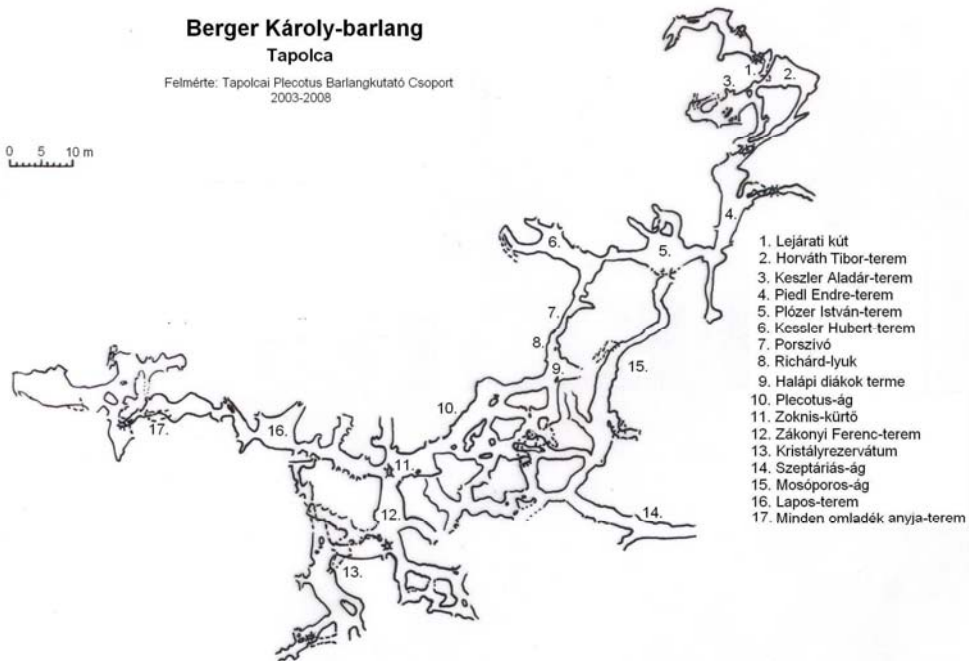 Berger Károly-barlang
Tapolca
Felmérte: Tapolcai Plecotus Barlangkutató Csoport
2003-2008
0 5 10 m
1.
2.
3.
4.
5.
6.
7.
8.
9.
10.
11.
12.
13.
14.
15.
16.
17.
1. Lejárati kút
2. Horváth Tibor-terem
3. Keszler Aladár-terem
4. Piedl Endre-terem
5. Plózer István-terem
6. Kessler Hubert-terem
7. Porszívó
8. Richárd-lyuk
9. Halápi diákok terme
10. Plecotus-ág
11. Zoknis-kürtő
12. Zákonyi Ferenc-terem
13. Kristályrezervátum
14. Szeptáriás-ág
15. Mosóporos-ág
16. Lapos-terem
17. Minden omladék anyja-terem